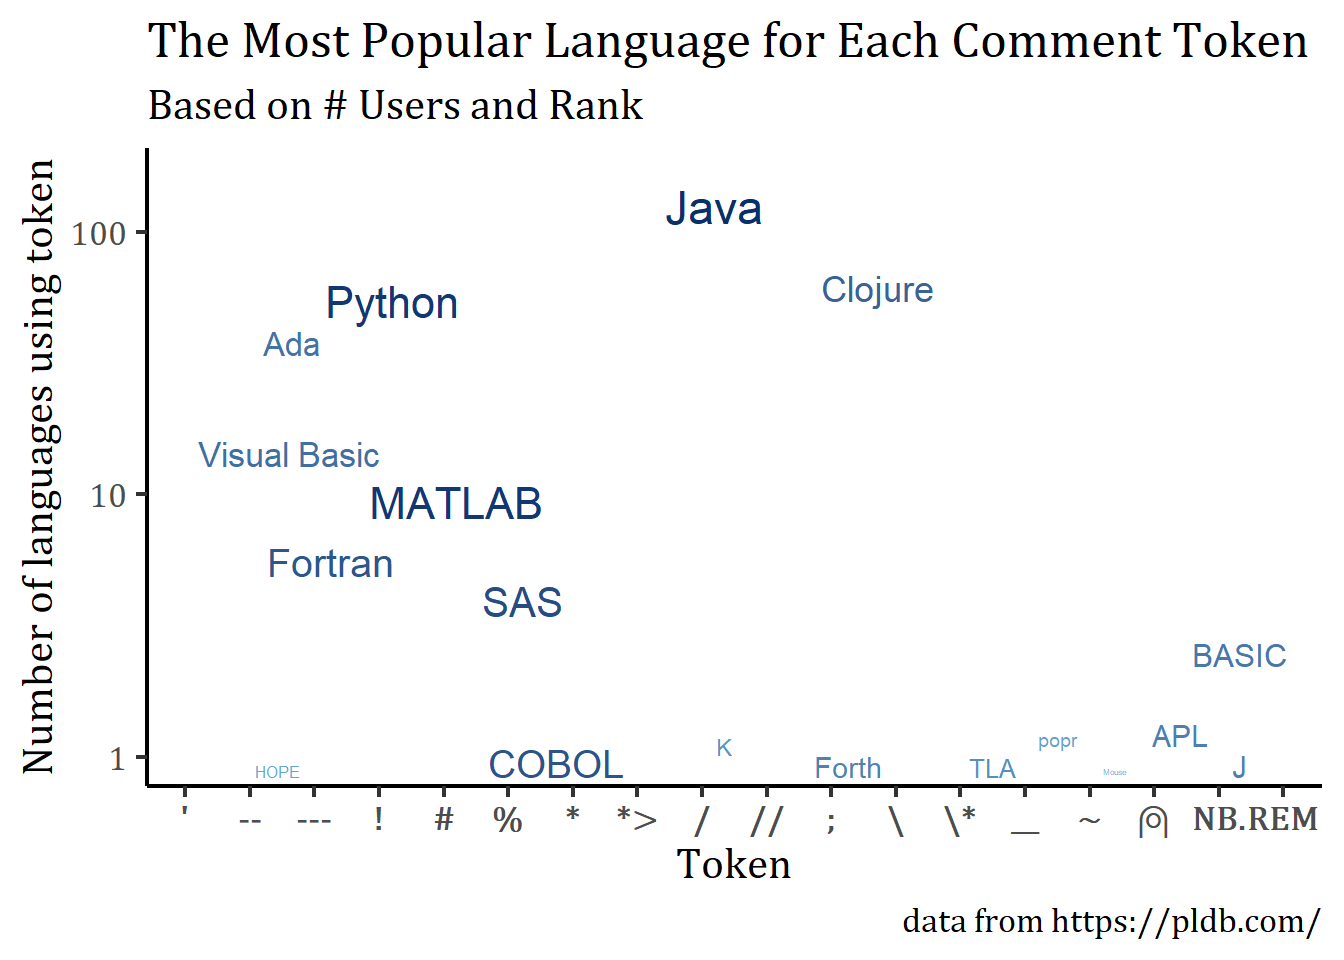 The Most Popular Language for Each Comment Token
Based on # Users and Rank
Number of languages using token
100
10
1
Java
Clojure
Python
Ada
Visual Basic
MATLAB
Fortran
SAS
BASIC
APL
popr
K
COBOL
Forth
TLA
Mouse
J
HOPE
' -- --- ! # % * *> / // ; \ \* __ ~ ⍝ NB. REM
Token
data from https://pldb.com/